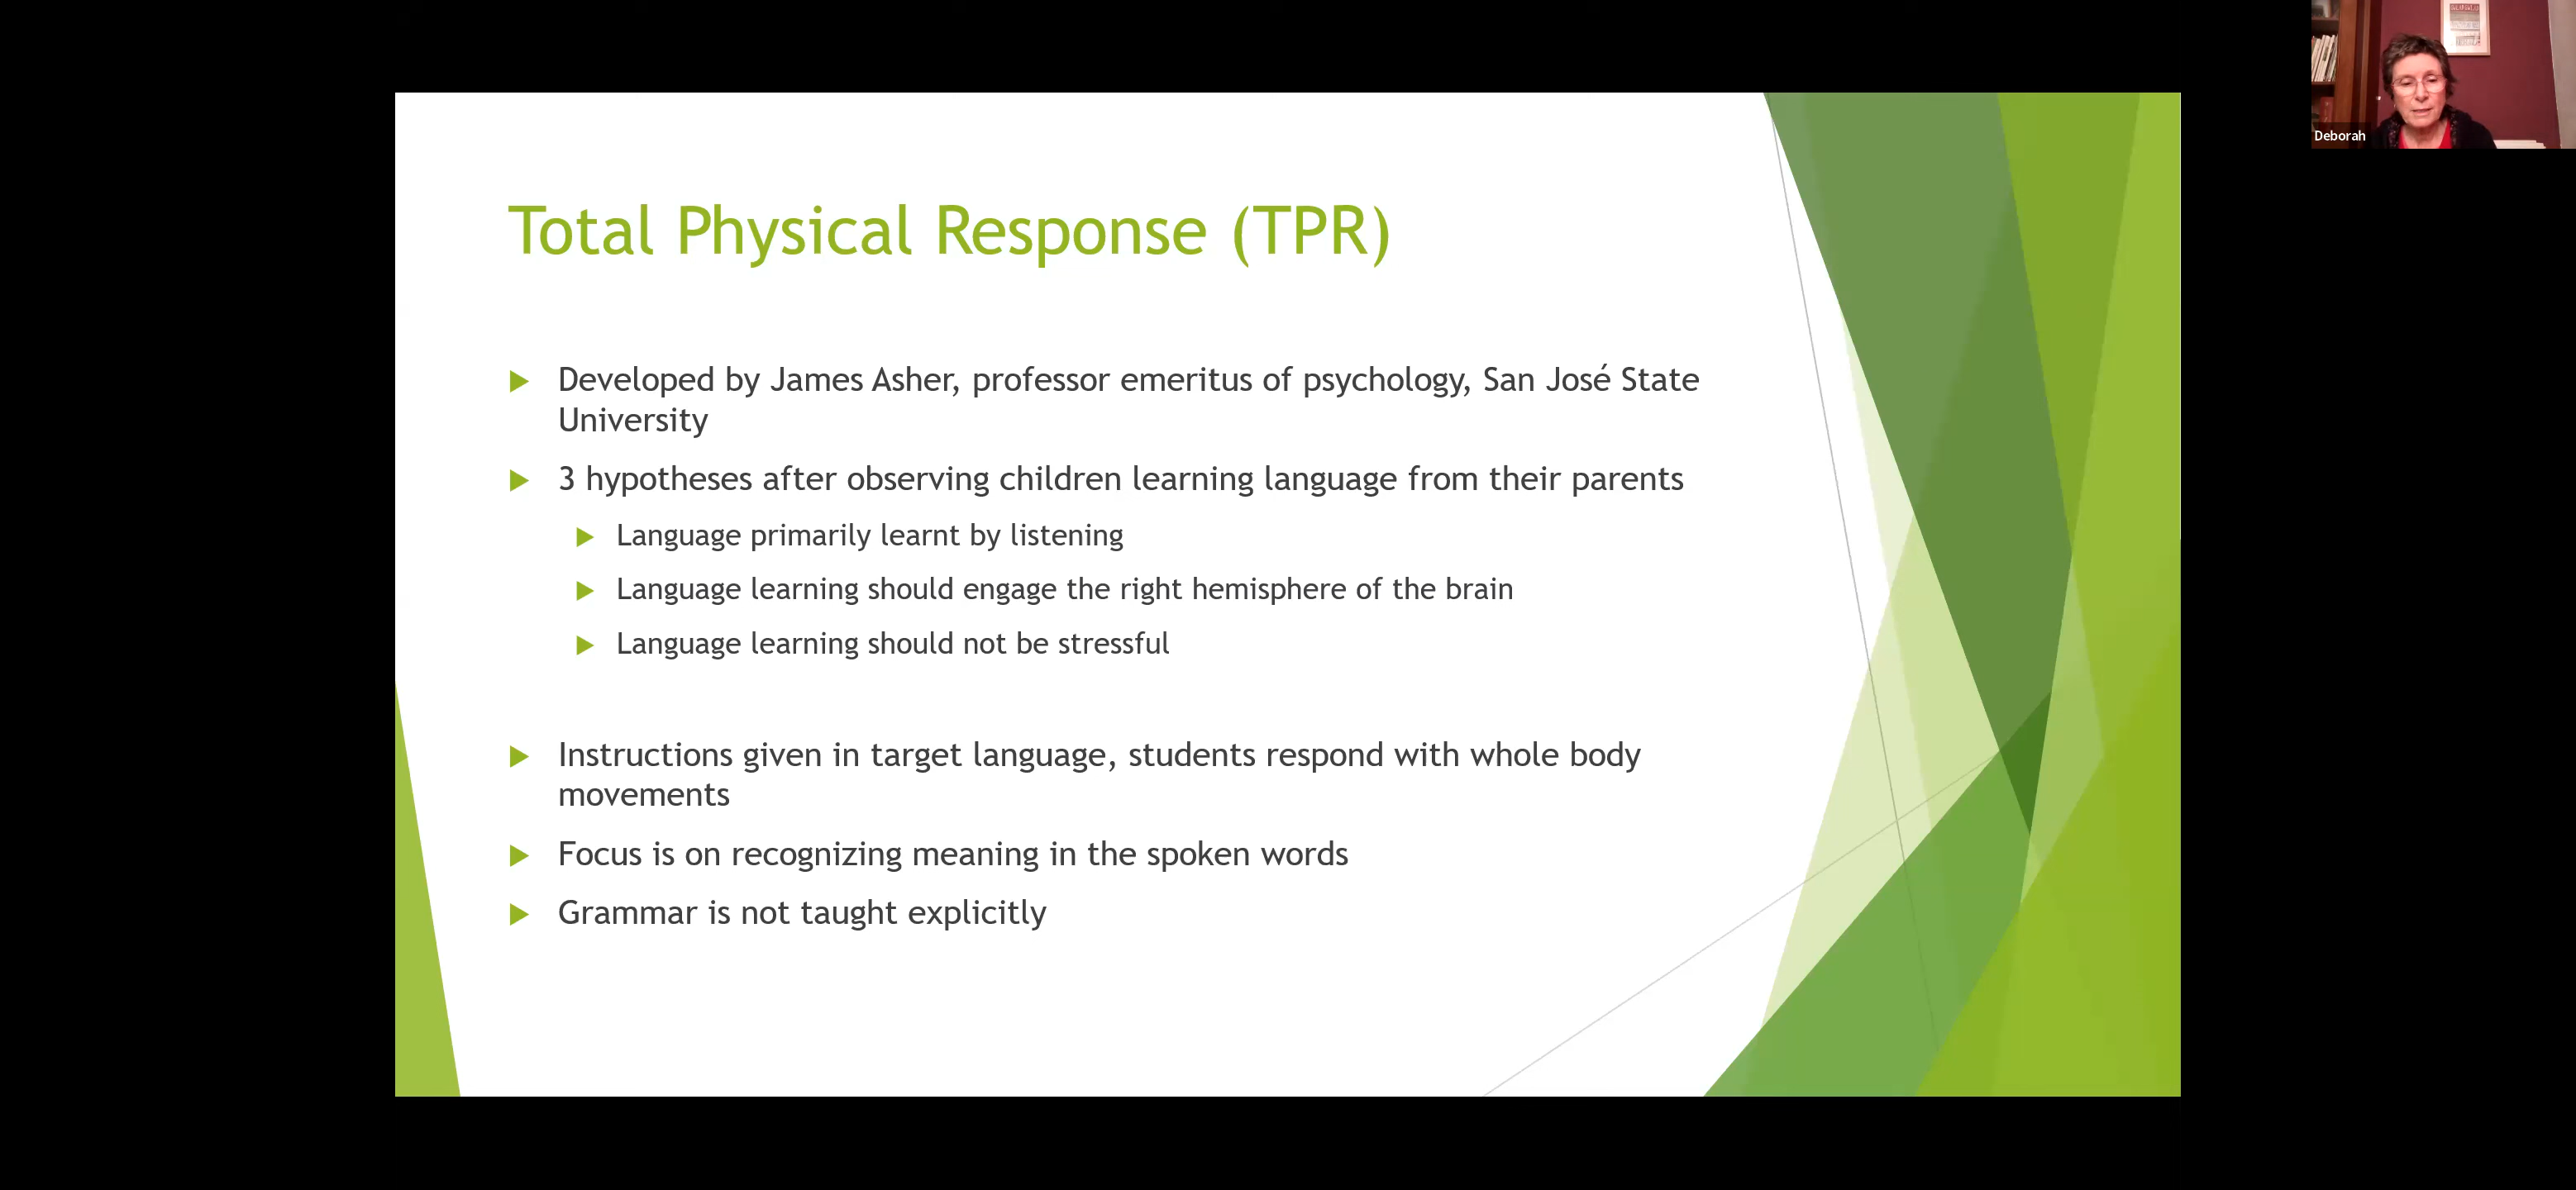 Total Physical Response (TPR)
Developed by James Asher, professor emeritus of psychology, San José State
University
3 hypotheses after observing children learning language from their parents
Language primarily learnt by listening
Language learning should engage the right hemisphere of the brain
Language learning should not be stressful
Instructions given in target language, students respond with whole body
movements
Focus is on recognizing meaning in the spoken words
Grammar is not taught explicitly
Deborah